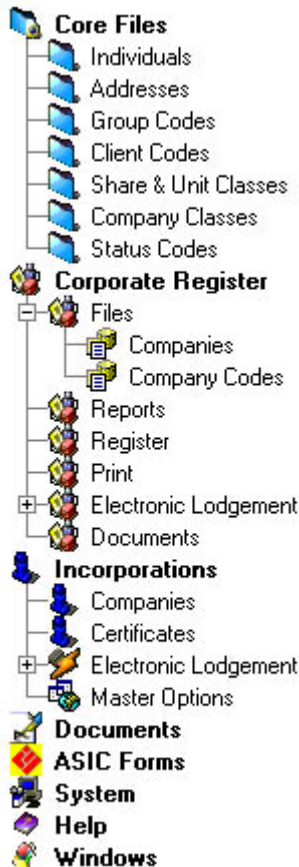 Core Files
Individuals
Addresses
Group Codes
Client Codes
Share & Unit Classes
Company Classes
Status Codes
Corporate Register
Files
Companies
Company Codes
Reports
Register
Print
Electronic Lodgement
Documents
Incorporations
Companies
Certificates
Electronic Lodgement
Master Options
Documents
ASIC Forms
System
Help
Windows